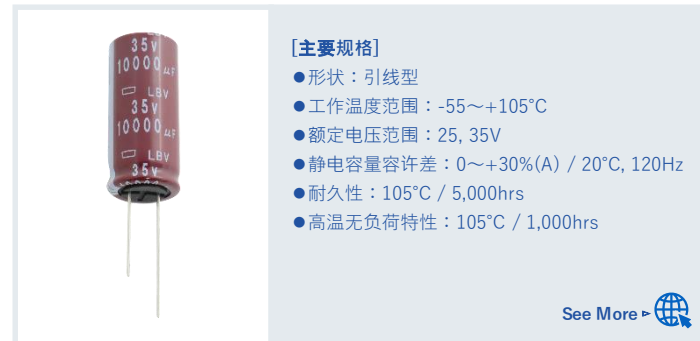 35V
10000μF
LBV
35V
10000μF
LBV
35V
[主要规格]
●形状：引线型
●工作温度范围：-55～+105°C
●额定电压范围：25, 35V
●静电容量容许差：0～+30%(A) / 20°C, 120Hz
●耐久性：105°C / 5,000hrs
●高温无负荷特性：105°C / 1,000hrs
See More ▻